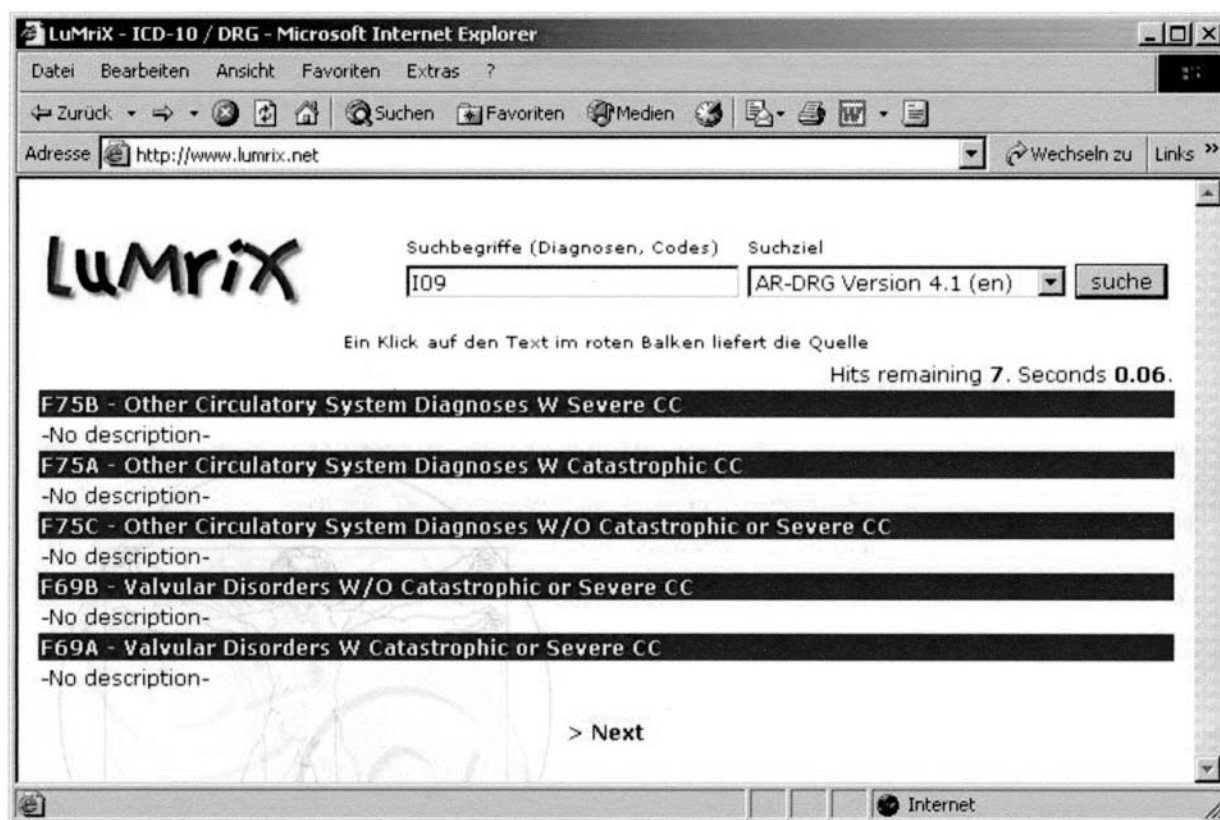 LuMriX - ICD-10 / DRG - Microsoft Internet Explorer
Datei Bearbeiten Ansicht Favoriten Extras ?
Zurück Suchen Favoriten Medien W
Adresse http://www.lumrix.net Wechseln zu Links »
LuMriX
Suchbegriffe (Diagnosen, Codes) Suchziel
I09 AR-DRG Version 4.1 (en) suche
Ein Klick auf den Text im roten Balken liefert die Quelle
Hits remaining 7. Seconds 0.06.
F75B - Other Circulatory System Diagnoses W Severe CC
-No description-
F75A - Other Circulatory System Diagnoses W Catastrophic CC
-No description-
F75C - Other Circulatory System Diagnoses W/O Catastrophic or Severe CC
-No description-
F69B - Valvular Disorders W/O Catastrophic or Severe CC
-No description-
F69A - Valvular Disorders W Catastrophic or Severe CC
-No description-
> Next
Internet